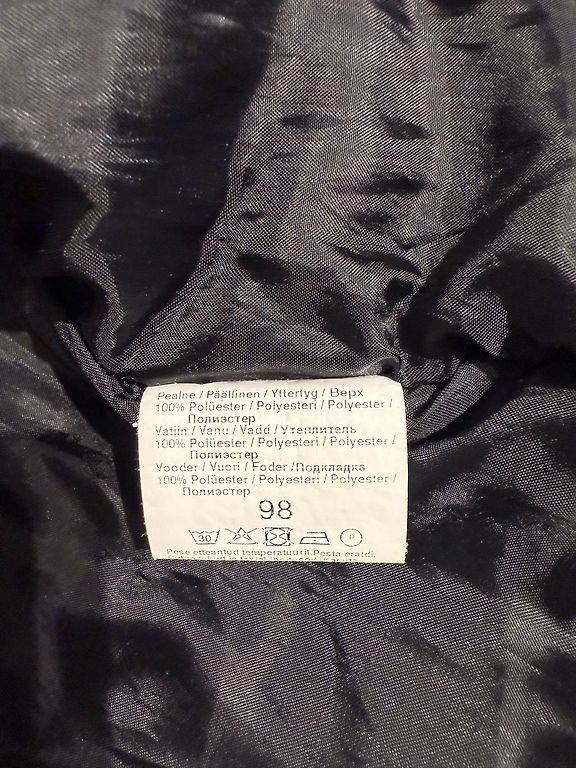 Pealne / Päällinen / Yttertyg / Верх
100% Polüester / Polyesteri / Polyester /
Полиэстер
Vatiin / Vanu / Vadd / Утеплитель
100% Polüester / Polyesteri / Polyester /
Полиэстер
Vooder / Vuori / Foder /Подкладка
100% Polüester / Polyesteri / Polyester /
Полиэстер
98
30 P
Pese etteantud temperatuuril.Pesta eraldi.